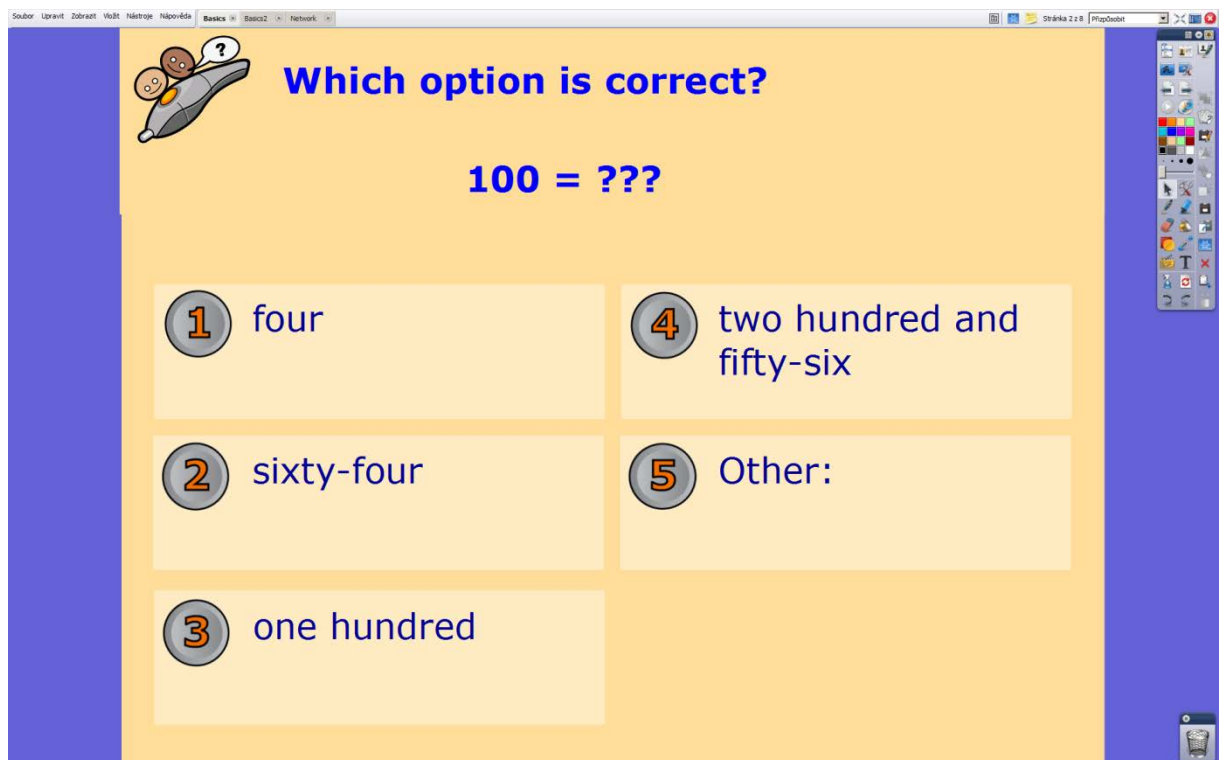 Soubor Upravit Zobrazit Vložit Nástroje Nápověda Basics Basics2 Network Stránka 2 z 8 Přizpůsobit
?
Which option is correct?
100 = ???
1 four
2 sixty-four
3 one hundred
4 two hundred and
fifty-six
5 Other:
T